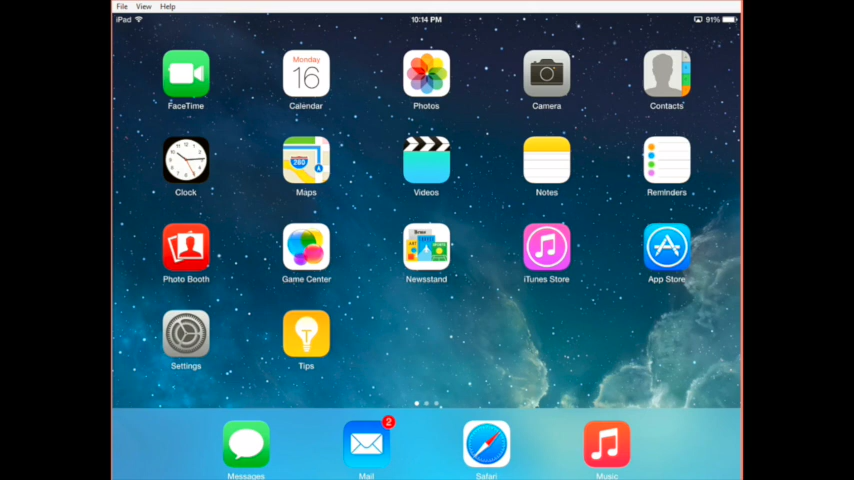 File View Help
iPad 10:14 PM 91%
Monday
16
FaceTime Calendar Photos Camera Contacts
280
Clock Maps Videos Notes Reminders
Photo Booth Game Center Newsstand iTunes Store App Store
Settings Tips
2
Messages Mail Safari Music